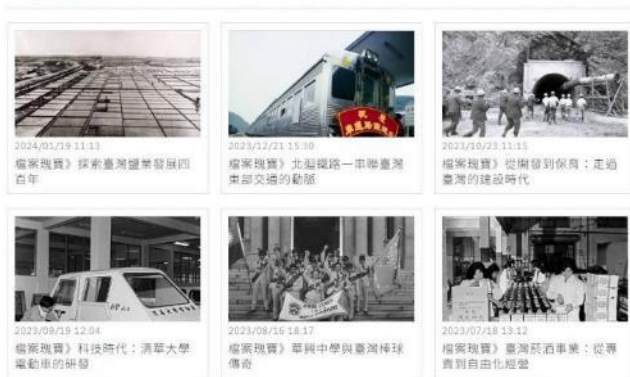 2024/01/19 11:13
檔案瑰寶》探索臺灣鹽業發展四
百年
2023/12/21 15:30
檔案瑰寶》北迴鐵路－串聯臺灣
東部交通的動脈
2023/10/23 11:15
檔案瑰寶》從開發到保育：走過
臺灣的建設時代
2023/09/19 12:04
檔案瑰寶》科技時代：清華大學
電動車的研發
2023/08/16 18:17
檔案瑰寶》華興中學與臺灣棒球
傳奇
2023/07/18 13:12
檔案瑰寶》臺灣菸酒事業：從專
賣到自由化經營